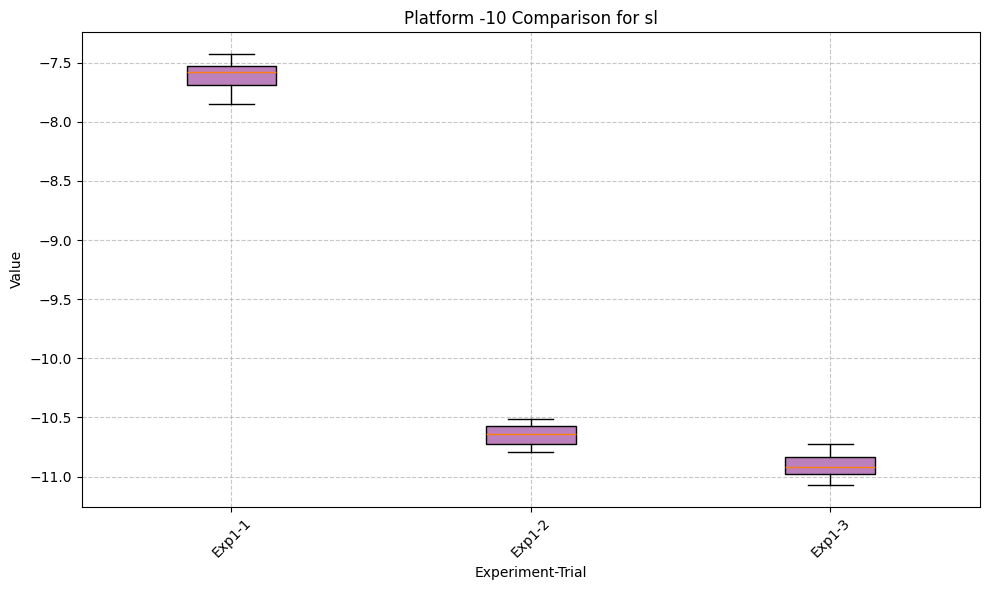 Platform -10 Comparison for sl
−7.5
−8.0
−8.5
−9.0
−9.5
−10.0
−10.5
−11.0
Value
Exp1-1
Exp1-2
Exp1-3
Experiment-Trial